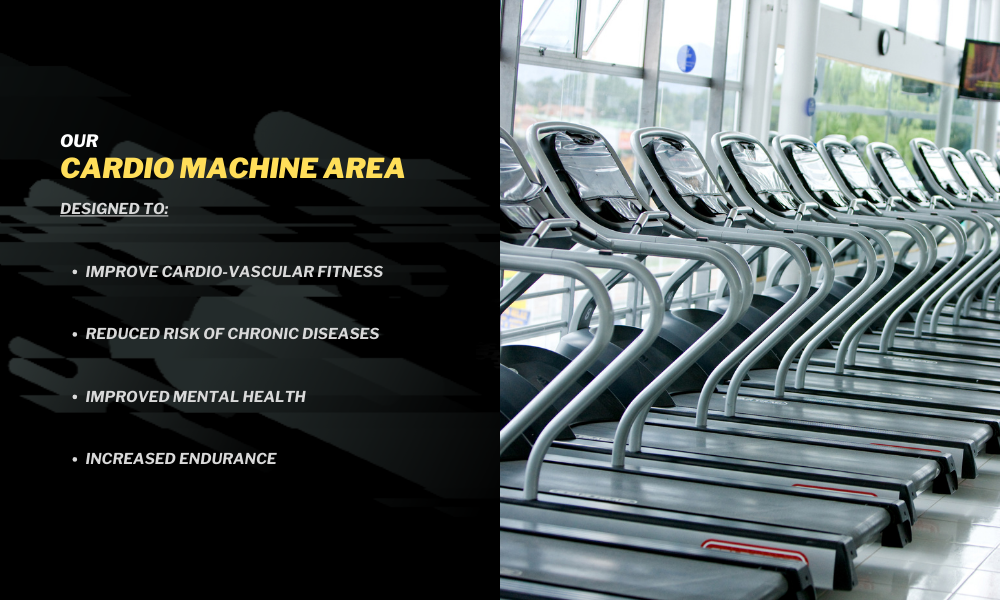 OUR
CARDIO MACHINE AREA
DESIGNED TO:
• IMPROVE CARDIO-VASCULAR FITNESS
• REDUCED RISK OF CHRONIC DISEASES
• IMPROVED MENTAL HEALTH
• INCREASED ENDURANCE